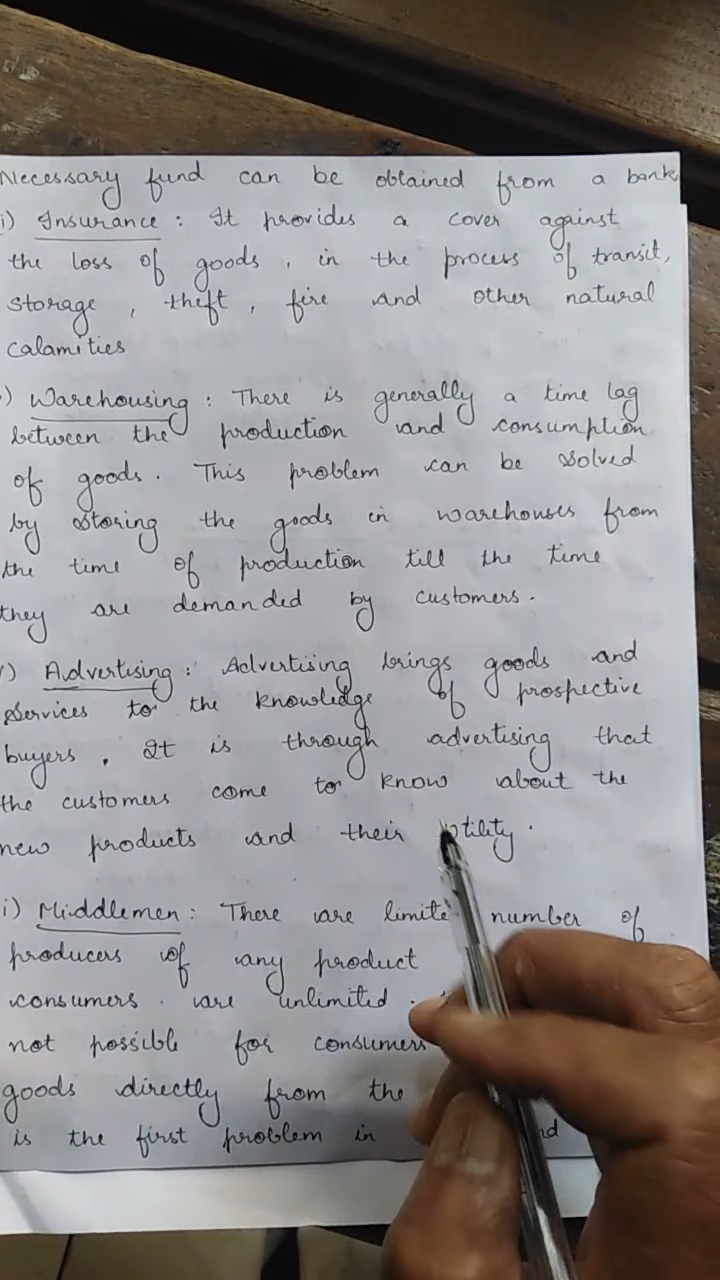 Necessary fund can be obtained from a bank
i) Insurance : It provides a cover against
the loss of goods , in the process of transit,
storage , theft , fire and other natural
calamities
) Warehousing : There is generally a time lag
between the production and consumption
of goods . This problem can be solved
by storing the goods in warehouses from
the time of production till the time
they are demanded by customers .
) Advertising : Advertising brings goods and
services to the knowledge of prospective
buyers . It is through advertising that
the customers come to know about the
new products and their utility .
i) Middlemen : There are limited number of
producers of any product
consumers . are unlimited .
not possible for consumers
goods directly from the
is the first problem in